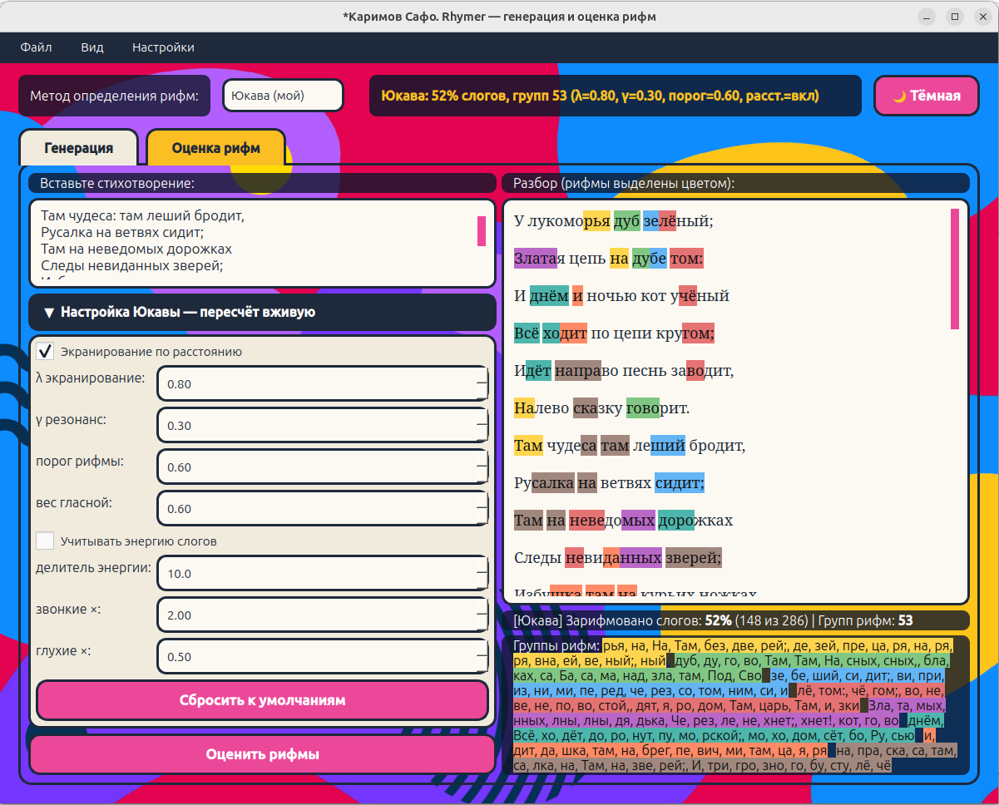 *Каримов Сафо. Rhymer — генерация и оценка рифм
Файл Вид Настройки
Метод определения рифм:
Юкава (мой)
Юкава: 52% слогов, групп 53 (λ=0.80, γ=0.30, порог=0.60, расст.=вкл)
🌙 Тёмная
Генерация
Оценка рифм
Вставьте стихотворение:
Там чудеса: там леший бродит,
Русалка на ветвях сидит;
Там на неведомых дорожках
Следы невиданных зверей;
▼ Настройка Юкавы — пересчёт вживую
Экранирование по расстоянию
λ экранирование: 0.80
γ резонанс: 0.30
порог рифмы: 0.60
вес гласной: 0.60
Учитывать энергию слогов
делитель энергии: 10.0
звонкие ×: 2.00
глухие ×: 0.50
Сбросить к умолчаниям
Оценить рифмы
Разбор (рифмы выделены цветом):
У лукоморья дуб зелёный;
Златая цепь на дубе том:
И днём и ночью кот учёный
Всё ходит по цепи кругом;
Идёт направо песнь заводит,
Налево сказку говорит.
Там чудеса там леший бродит,
Русалка на ветвях сидит;
Там на неведомых дорожках
Следы невиданных зверей;
Избушка там на курьих ножках
[Юкава] Зарифмовано слогов: 52% (148 из 286) | Групп рифм: 53
Группы рифм: рья, на, На, Там, без, две, рей;, де, зей, пре, ца, ря, на, ря,
ря, вна, ей, ве, ный;, ный дуб, ду, го, во, Там, Там, На, сных, сных,, бла,
ках, са, Ба, са, ма, над, зла, там, Под, Сво зе, бе, ший, си, дит;, ви, при,
из, ни, ми, пе, ред, че, рез, со, том, ним, си, и лё, том:, чё, гом;, во, не,
ве, не, по, во, стой,, дят, я, ро, дом, Там, царь, Там, и, зки Зла, та, мых,
нных, лны, лны, дя, дька, Че, рез, ле, не, хнет;, хнет!, кот, го, во днём,
Всё, хо, дёт, до, ро, нут, пу, мо, рской;, мо, хо, дом, сёт, бо, Ру, сью и,
дит, да, шка, там, на, брег, пе, вич, ми, там, ца, я, ря на, пра, ска, са, там,
са, лка, на, Там, на, зве, рей;, И, три, гро, зно, го, бу, сту, лё, чё